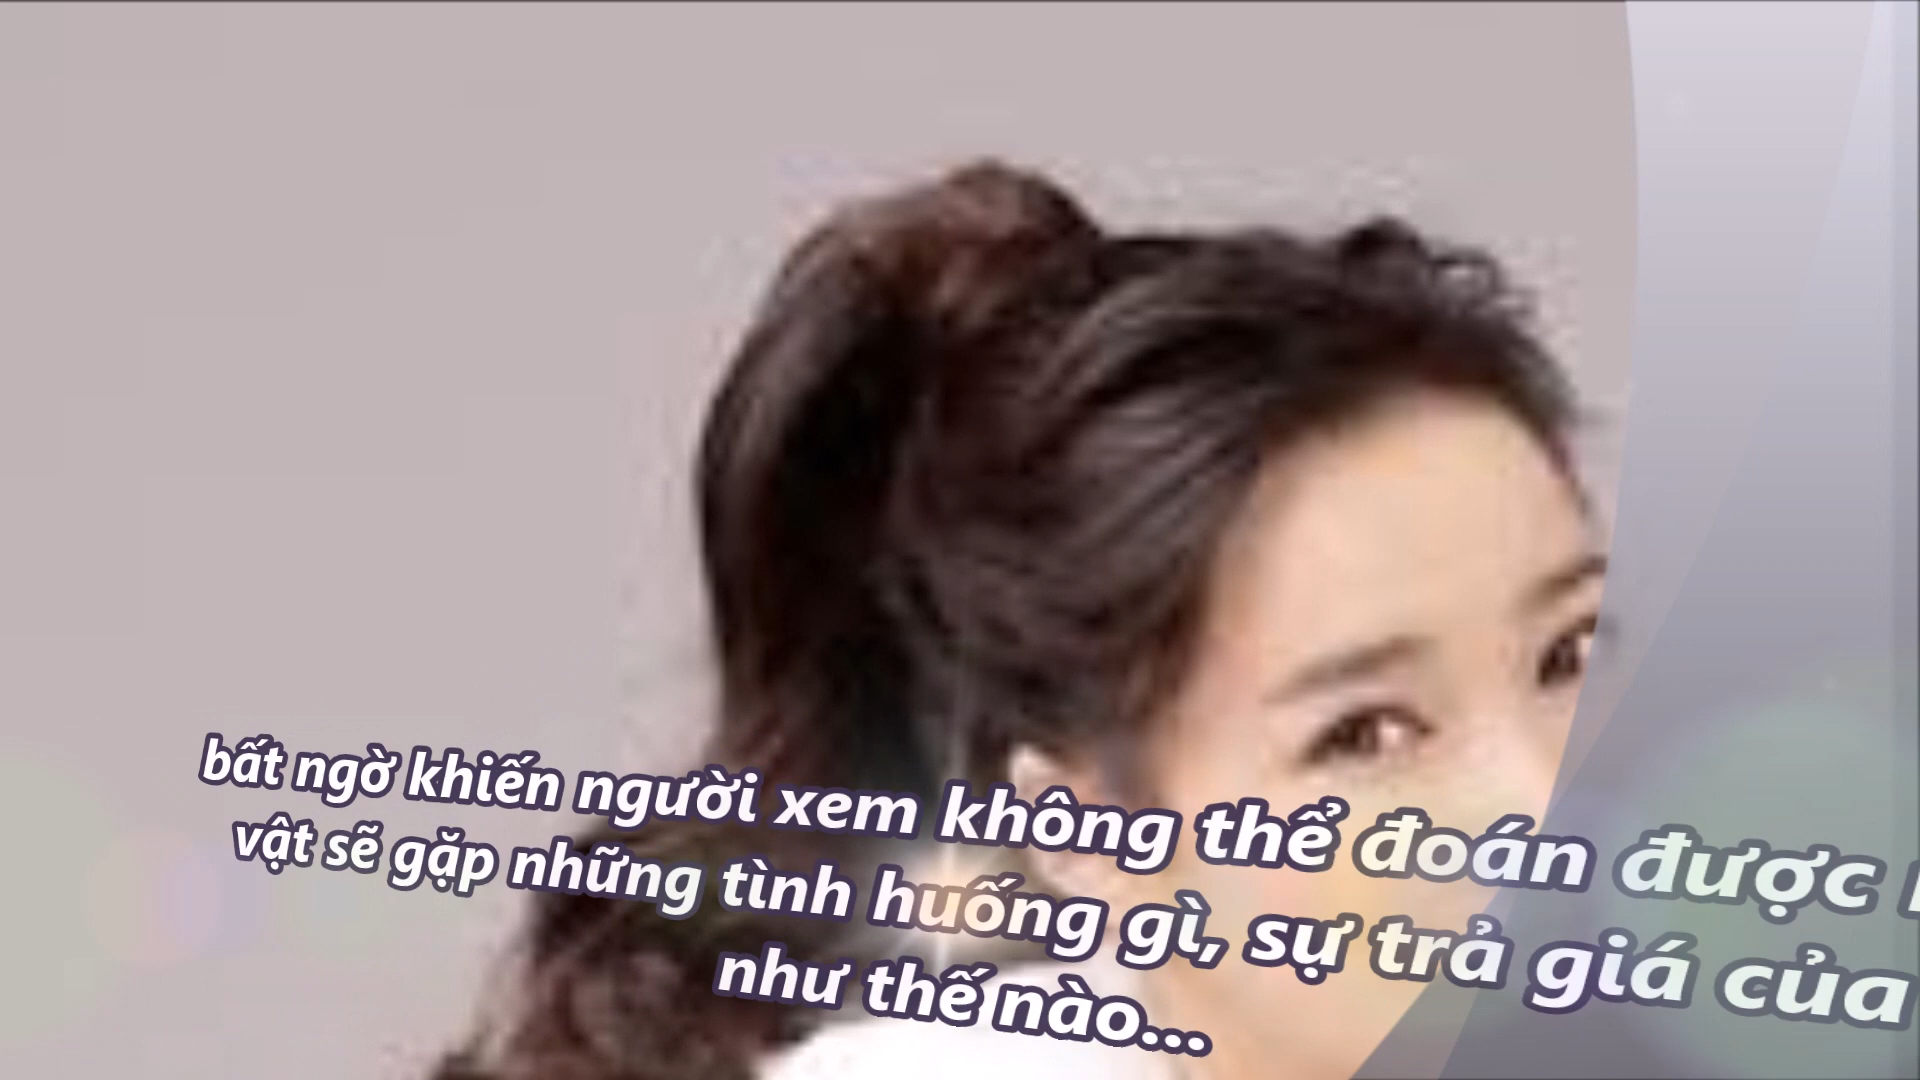 bất ngờ khiến người xem không thể đoán được
vật sẽ gặp những tình huống gì, sự trả giá của
như thế nào...